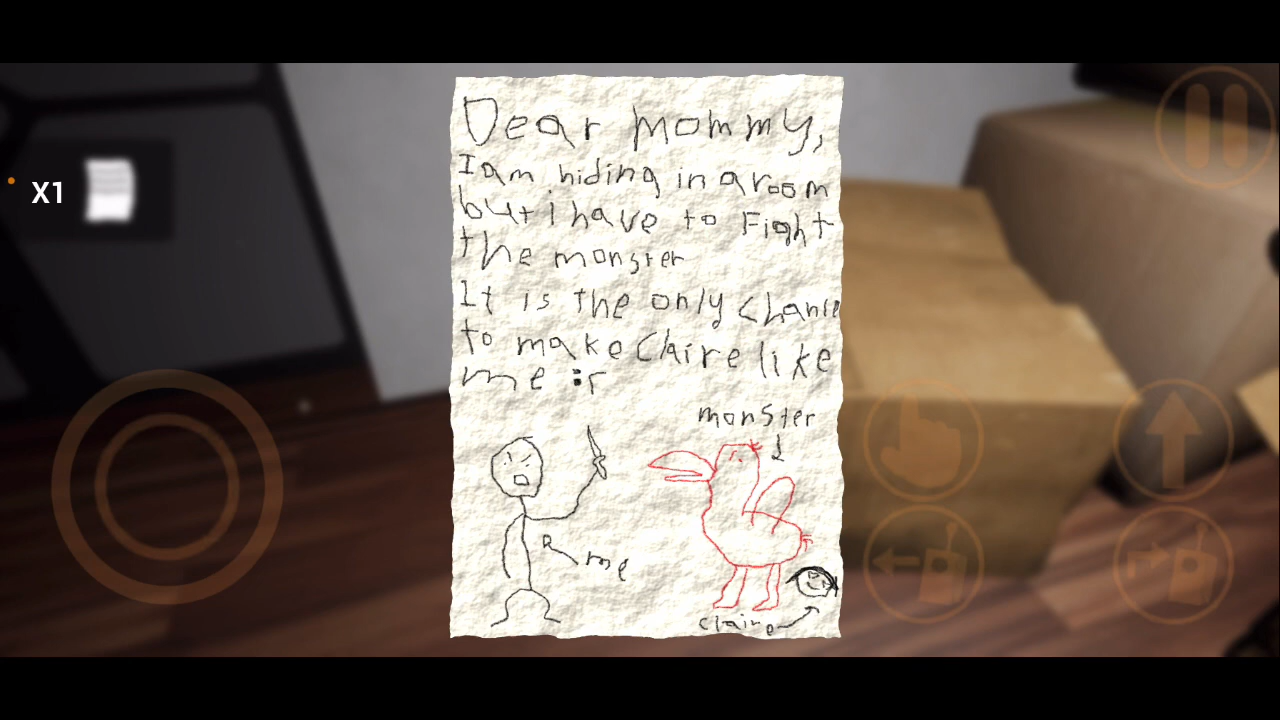 X1
Dear Mommy,
I am hiding in a room
but i have to Fight
the monster
It is the only chance
to make Claire like
me :r
monster
me
claire